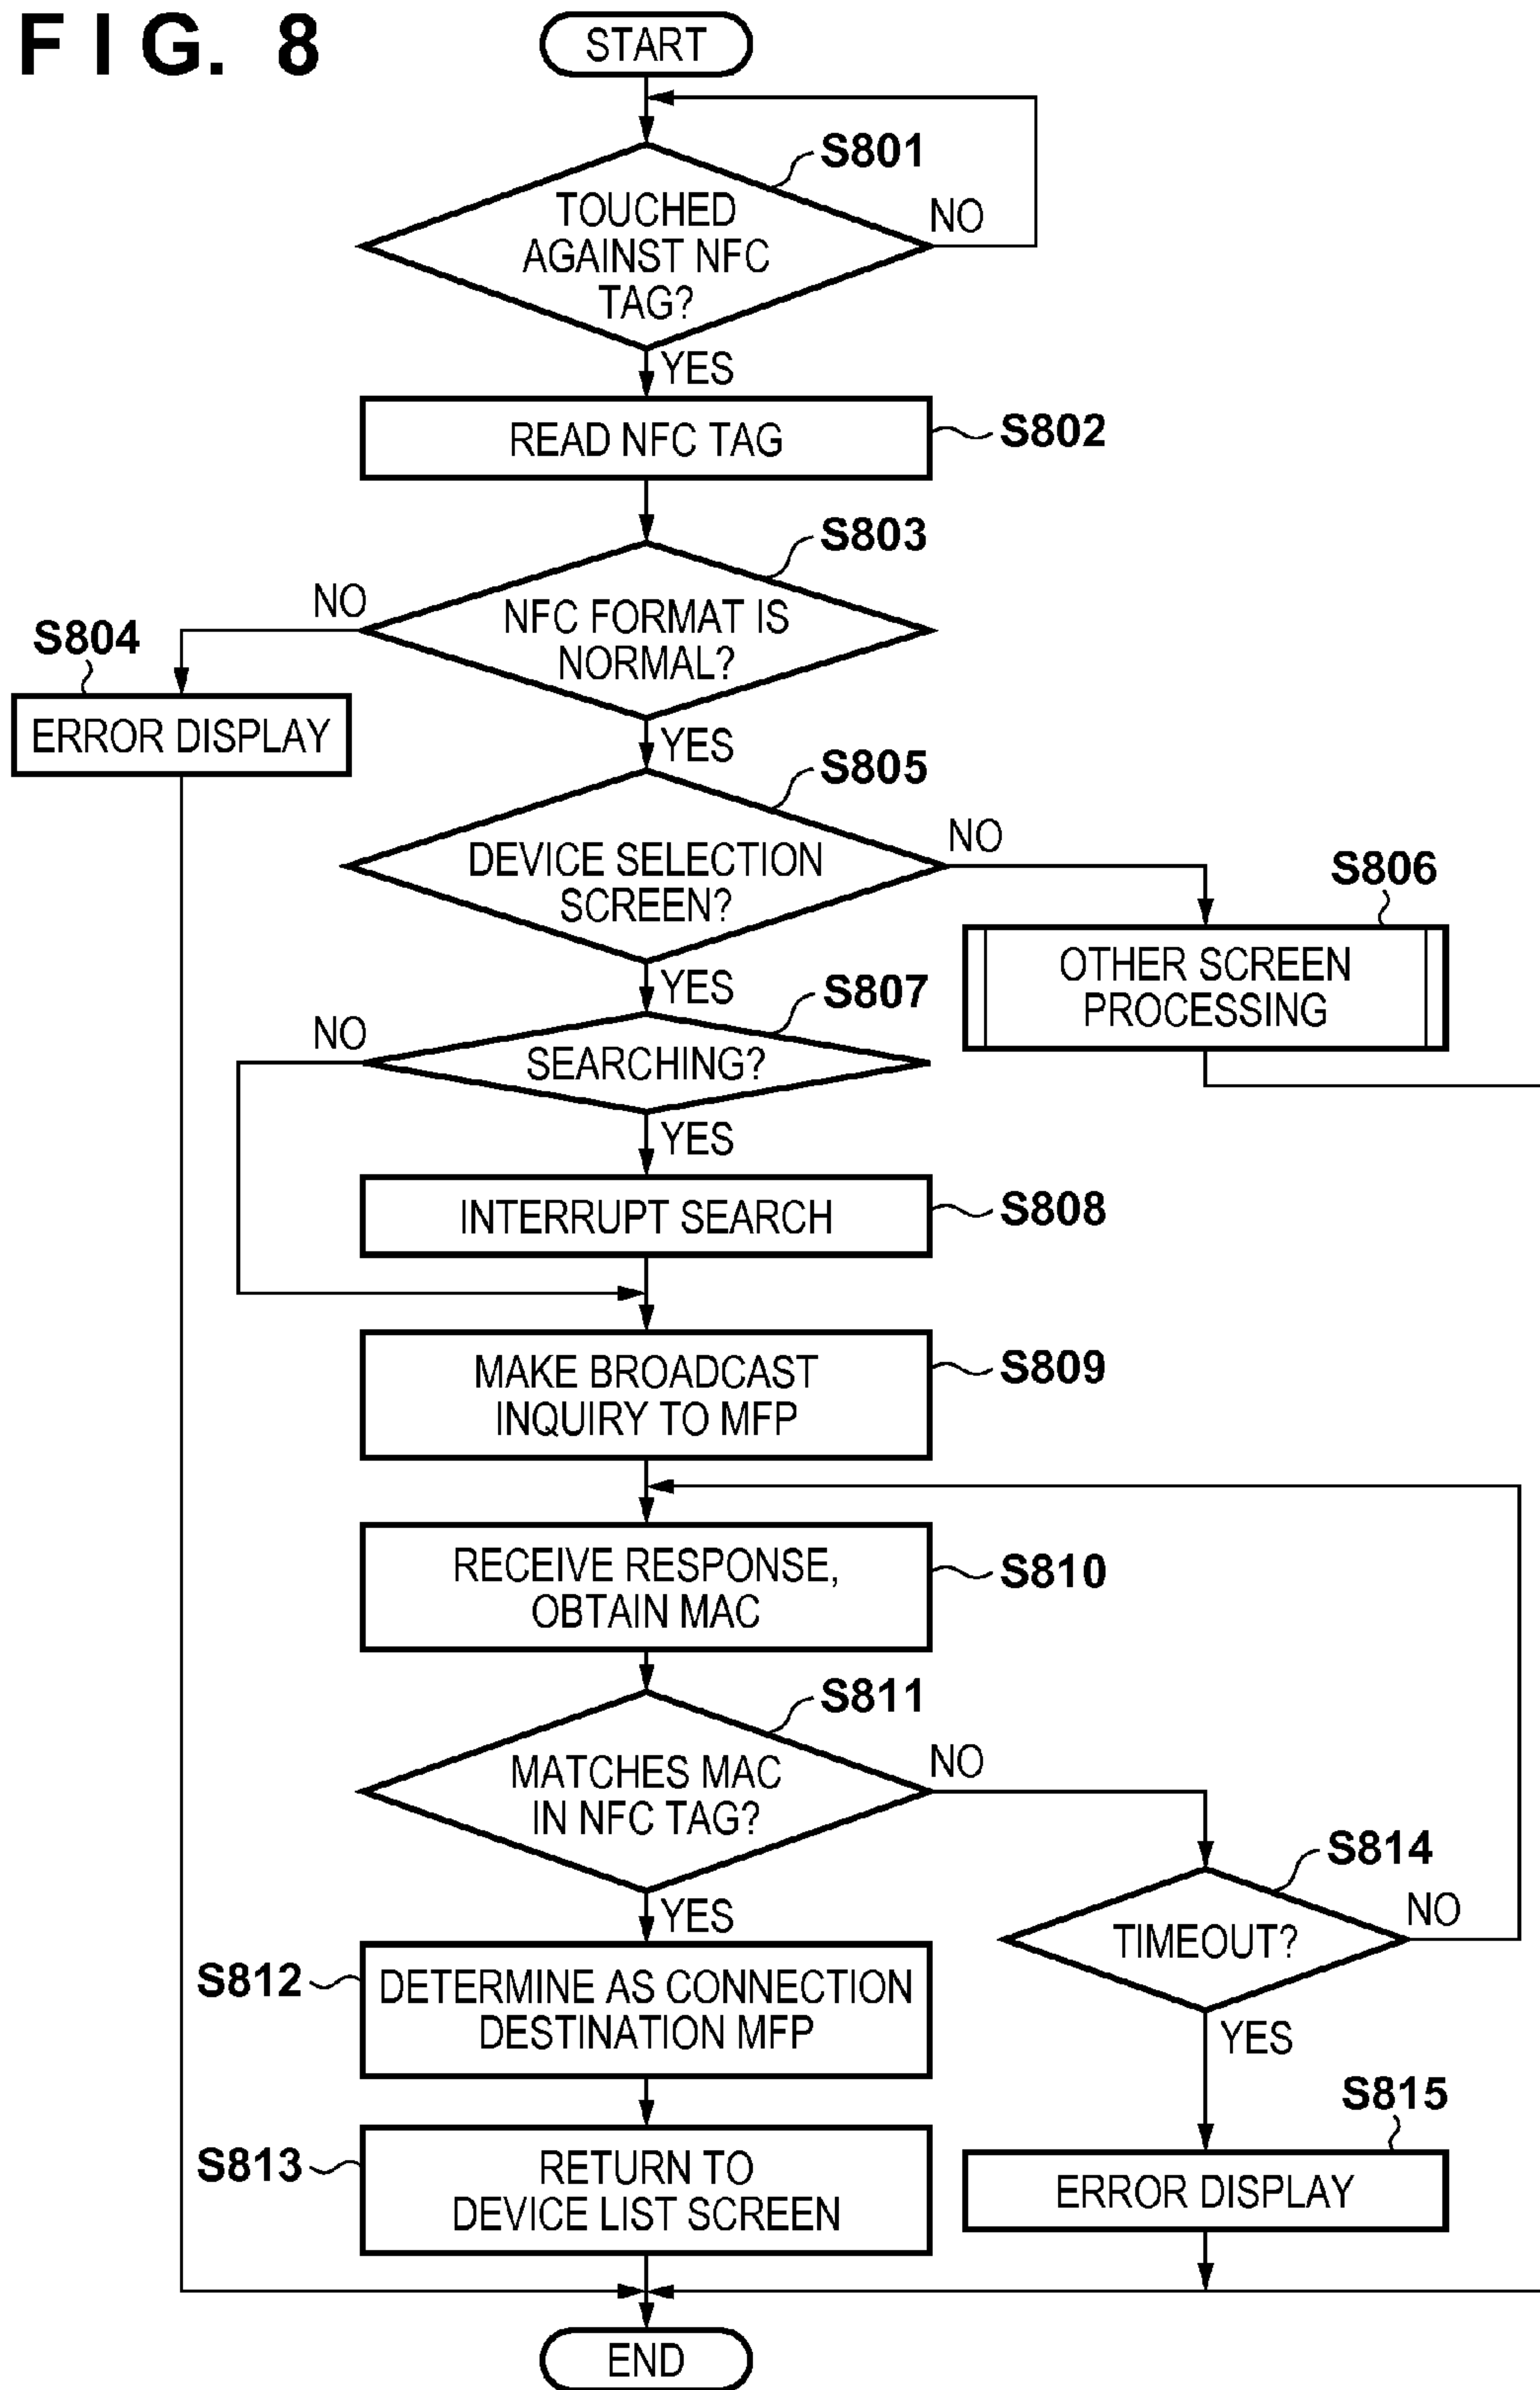 FIG. 8
START
S801
TOUCHED
AGAINST NFC
TAG?
NO
YES
READ NFC TAG
S802
S803
NO
NFC FORMAT IS
NORMAL?
S804
ERROR DISPLAY
YES
S805
DEVICE SELECTION
SCREEN?
NO
S806
OTHER SCREEN
PROCESSING
YES
S807
NO
SEARCHING?
YES
INTERRUPT SEARCH
S808
MAKE BROADCAST
INQUIRY TO MFP
S809
RECEIVE RESPONSE,
OBTAIN MAC
S810
S811
MATCHES MAC
IN NFC TAG?
NO
S814
TIMEOUT?
NO
YES
S812
DETERMINE AS CONNECTION
DESTINATION MFP
YES
S815
ERROR DISPLAY
S813
RETURN TO
DEVICE LIST SCREEN
END